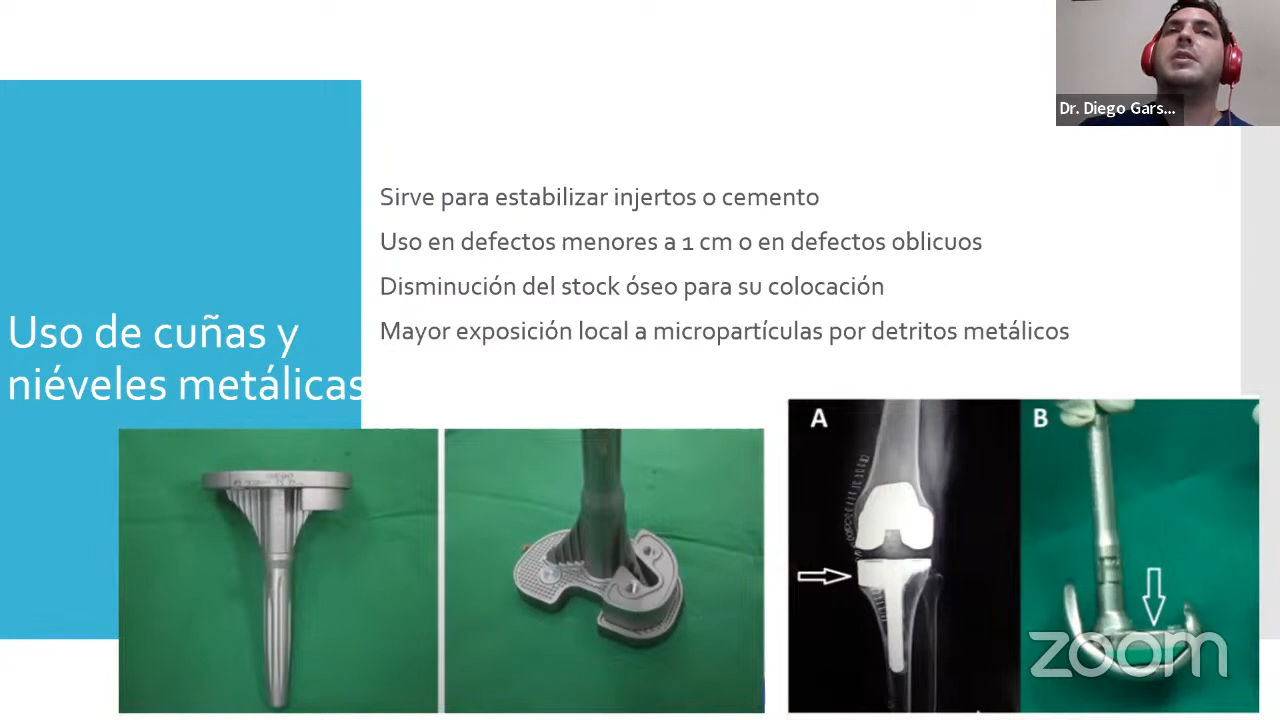 Dr. Diego Gars...
Sirve para estabilizar injertos o cemento
Uso en defectos menores a 1 cm o en defectos oblicuos
Disminución del stock óseo para su colocación
Mayor exposición local a micropartículas por detritos metálicos
Uso de cuñas y
niéveles metálicas
A
B
zoom